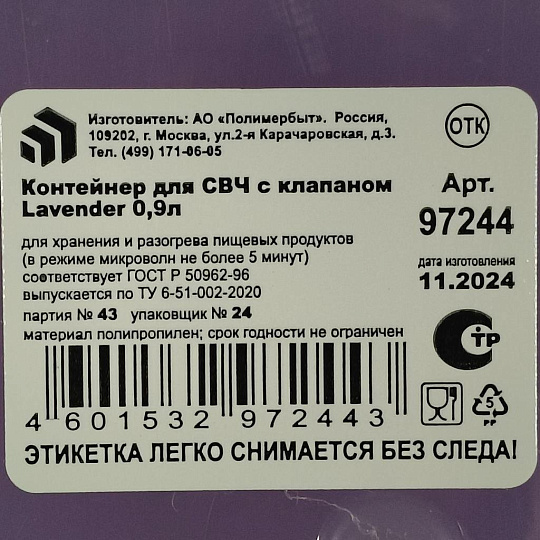 Изготовитель: АО «Полимербыт». Россия,
109202, г. Москва, ул.2-я Карачаровская, д.3.
Тел. (499) 171-06-05
ОТК
Контейнер для СВЧ с клапаном
Lavender 0,9л
Арт.
97244
для хранения и разогрева пищевых продуктов
(в режиме микроволн не более 5 минут)
соответствует ГОСТ Р 50962-96
выпускается по ТУ 6-51-002-2020
дата изготовления
11.2024
партия № 43 упаковщик № 24
материал полипропилен; срок годности не ограничен
СТР
4 601532 972443
5
PP
ЭТИКЕТКА ЛЕГКО СНИМАЕТСЯ БЕЗ СЛЕДА!